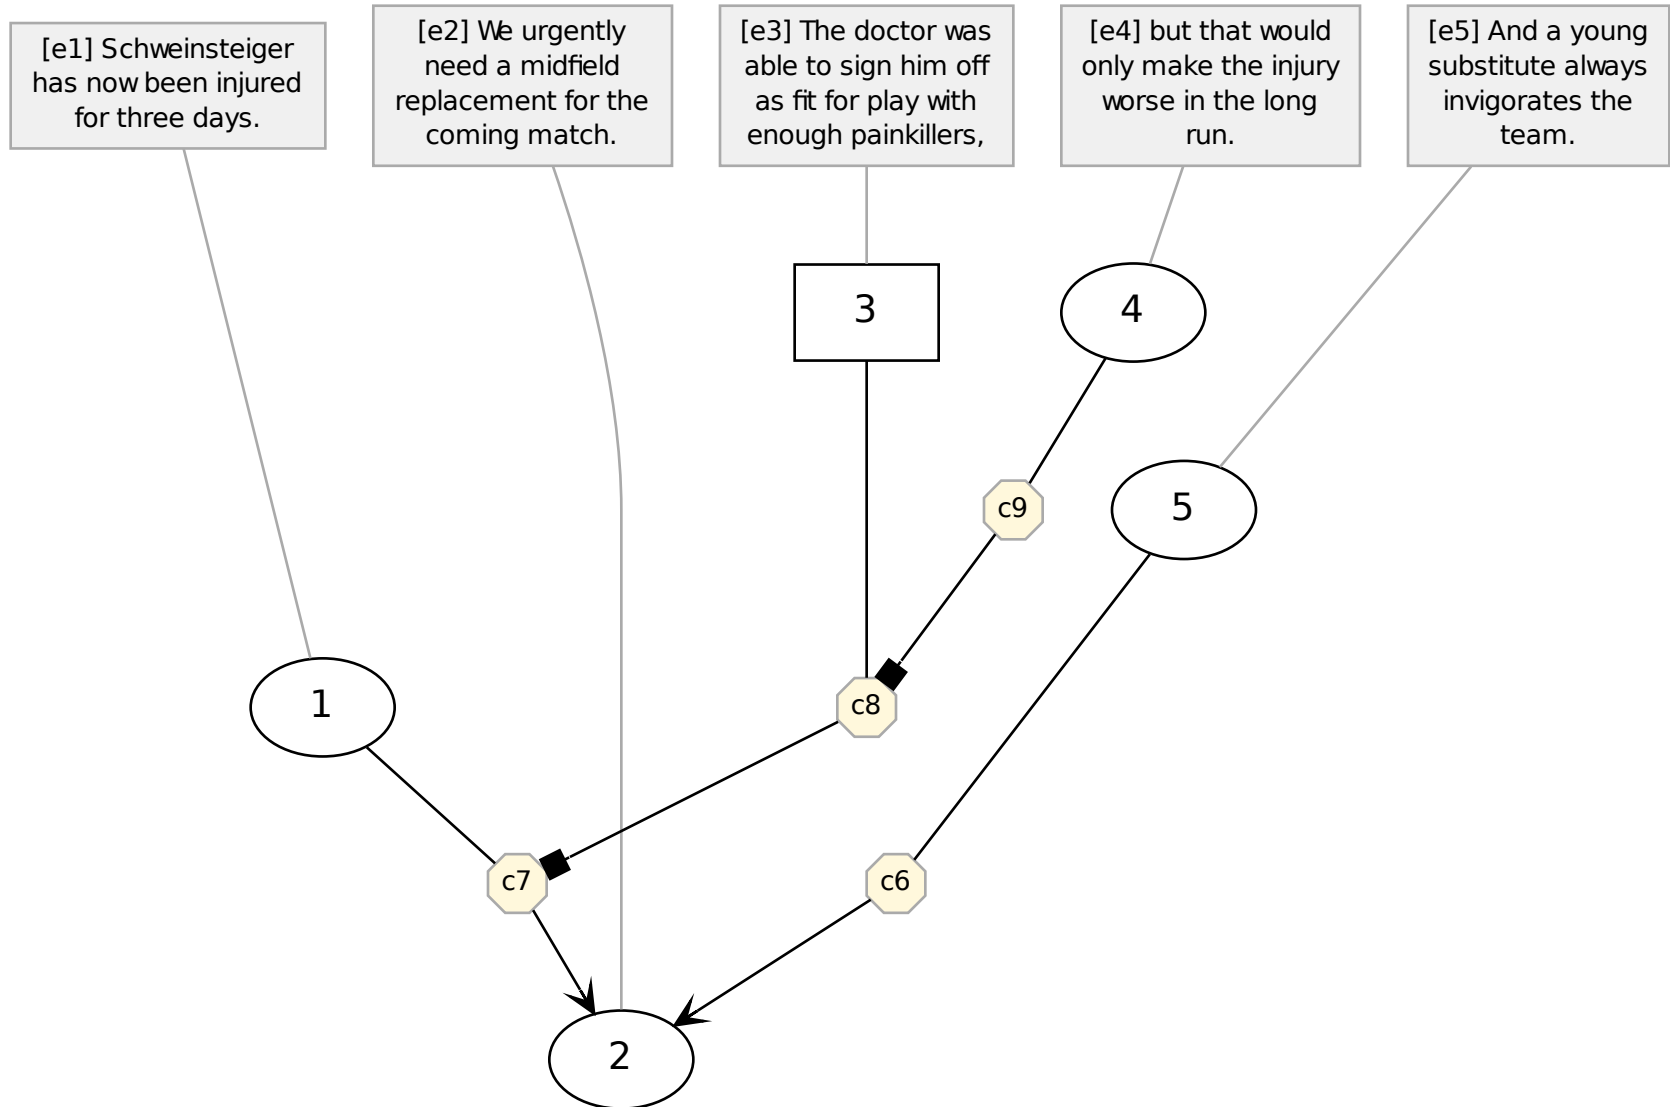 [e1] Schweinsteiger
has now been injured
for three days.
[e2] We urgently
need a midfield
replacement for the
coming match.
[e3] The doctor was
able to sign him off
as fit for play with
enough painkillers,
[e4] but that would
only make the injury
worse in the long
run.
[e5] And a young
substitute always
invigorates the
team.
3
4
c9
5
1
c8
c7
c6
2